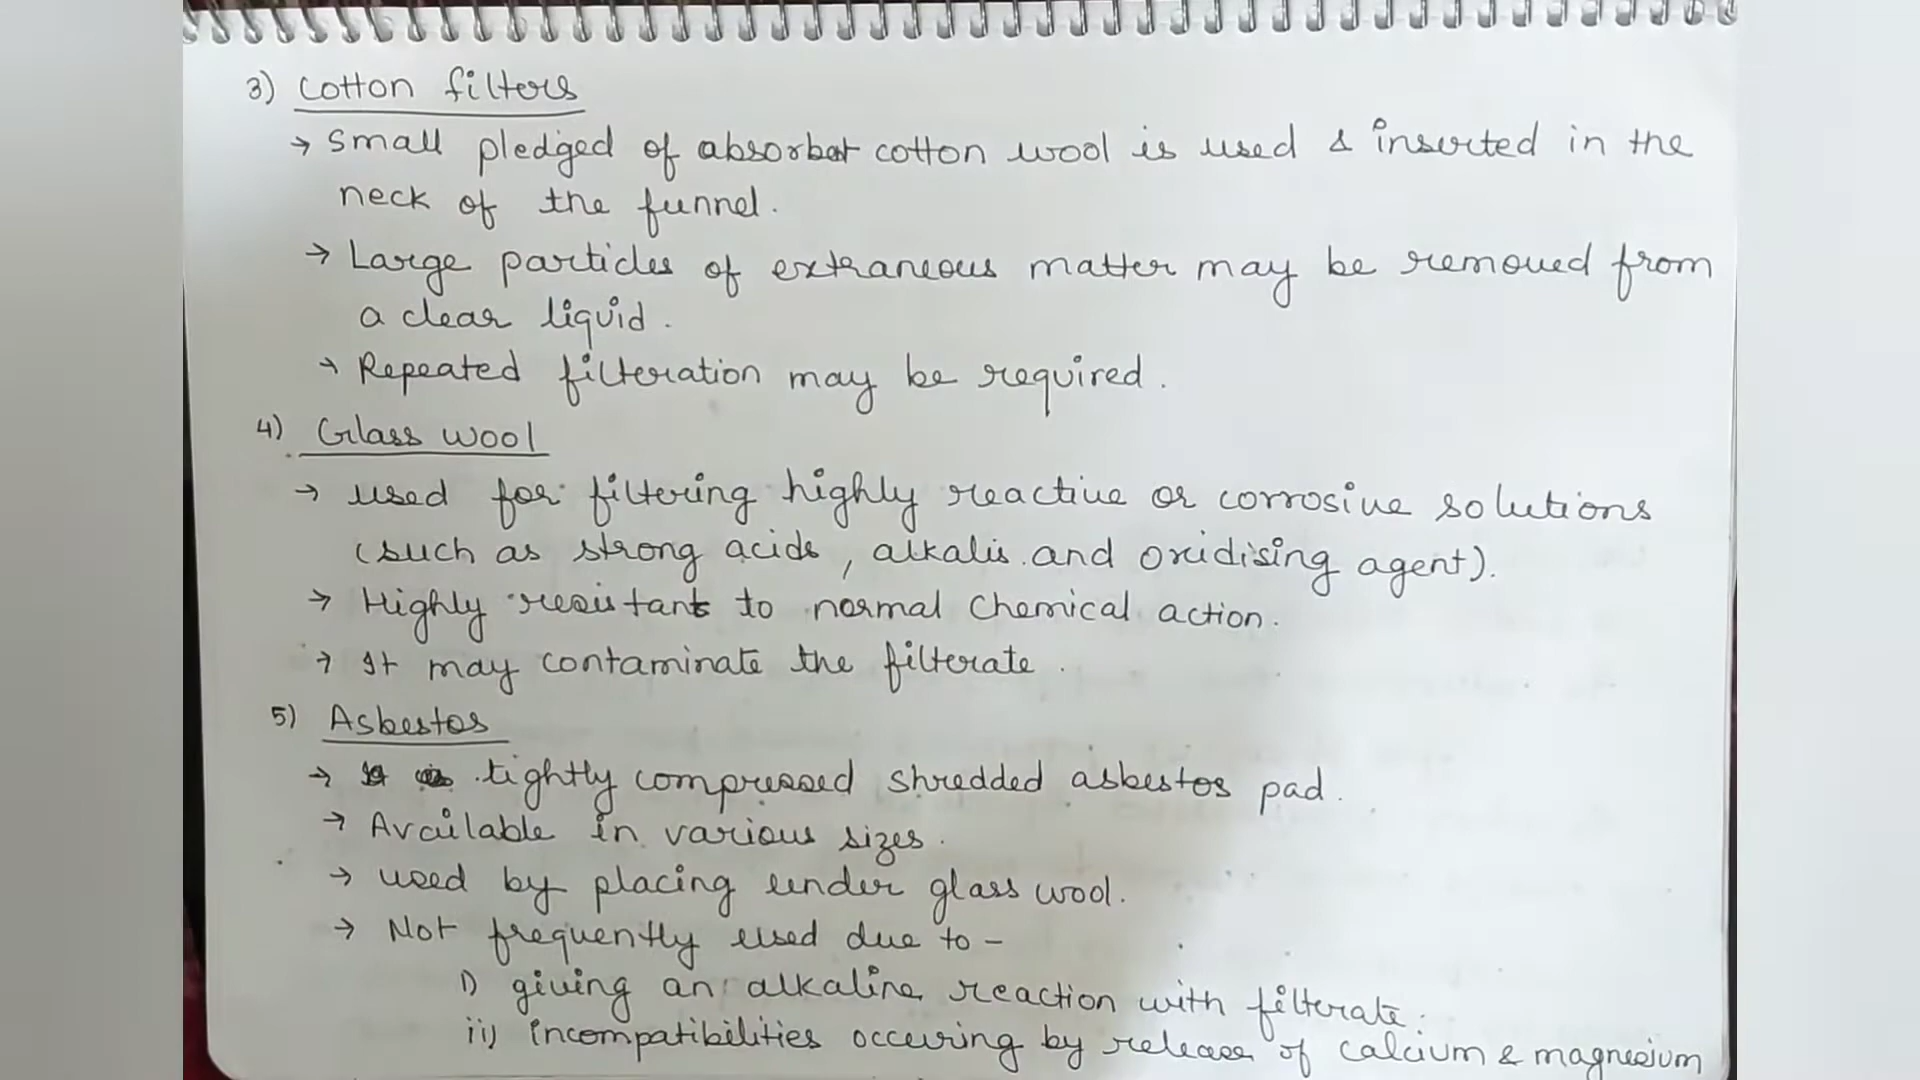 3) Cotton filters
→ Small pledged of absorbat cotton wool is used & inserted in the
neck of the funnel.
→ Large particles of extraneous matter may be removed from
a clear liquid.
→ Repeated filteration may be required.
4) Glass wool
→ used for filtering highly reactive or corrosive solutions
(such as strong acids, alkalis and oxidising agent).
→ Highly resistant to normal chemical action.
→ It may contaminate the filterate.
5) Asbestos
→ tightly compressed shredded asbestos pad.
→ Available in various sizes.
→ used by placing under glass wool.
→ Not frequently used due to -
i) giving an alkaline reaction with filterate.
ii) incompatibilities occuring by release of calcium & magnesium